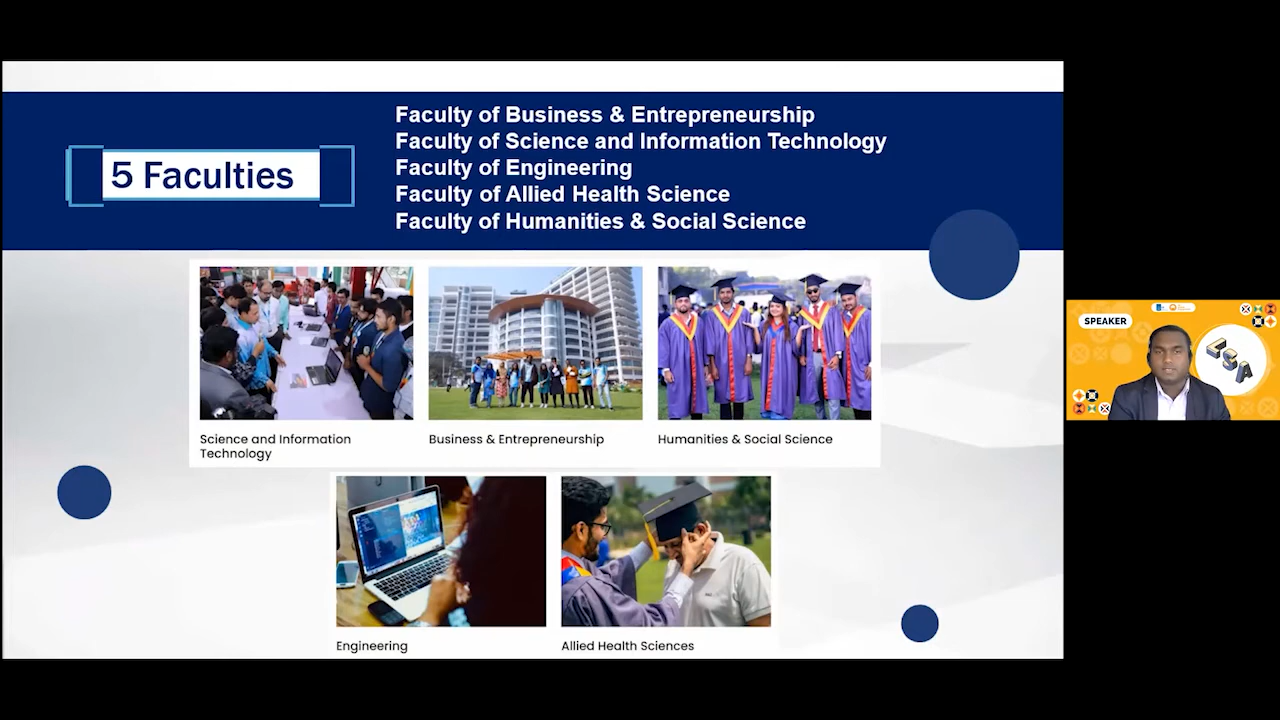 5 Faculties
Faculty of Business & Entrepreneurship
Faculty of Science and Information Technology
Faculty of Engineering
Faculty of Allied Health Science
Faculty of Humanities & Social Science
Science and Information
Technology
Business & Entrepreneurship
Humanities & Social Science
Engineering
Allied Health Sciences
SPEAKER